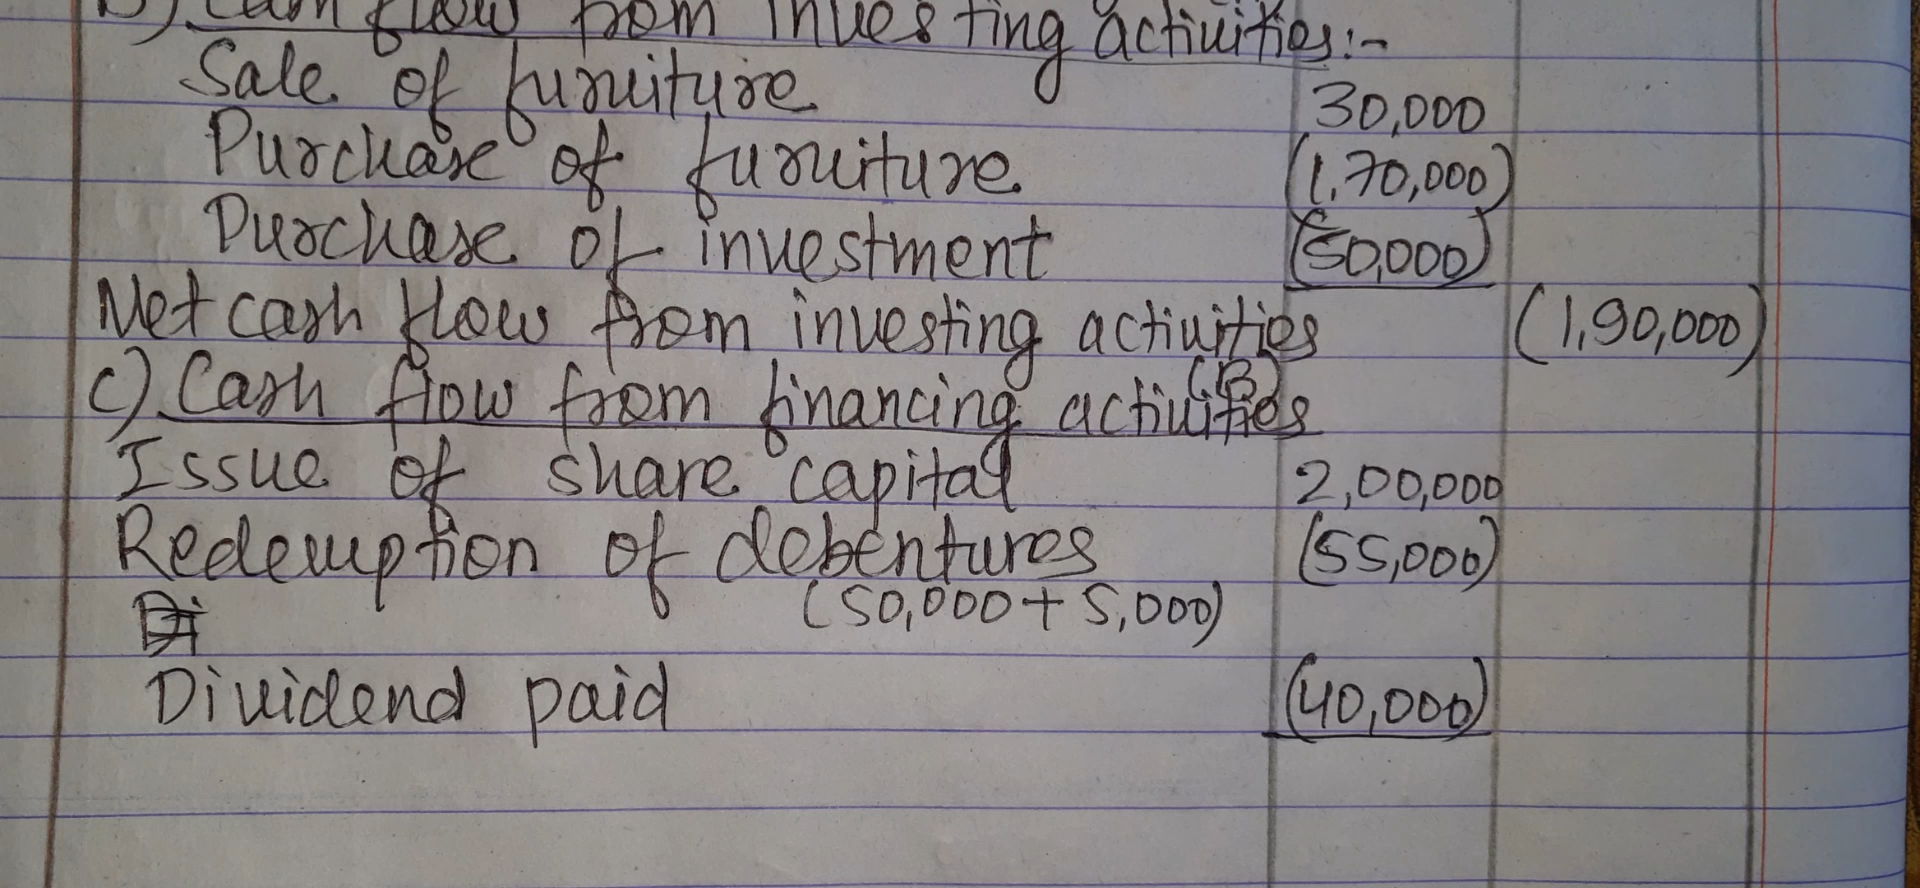 B) Cash flow from investing activities:-
Sale of furniture 30,000
Purchase of furniture (1,70,000)
Purchase of investment (50,000)
Net cash flow from investing activities (1,90,000)
(B)
C) Cash flow from financing activities
Issue of share capital 2,00,000
Redemption of debentures (55,000)
(50,000 + 5,000)
Dividend paid (40,000)